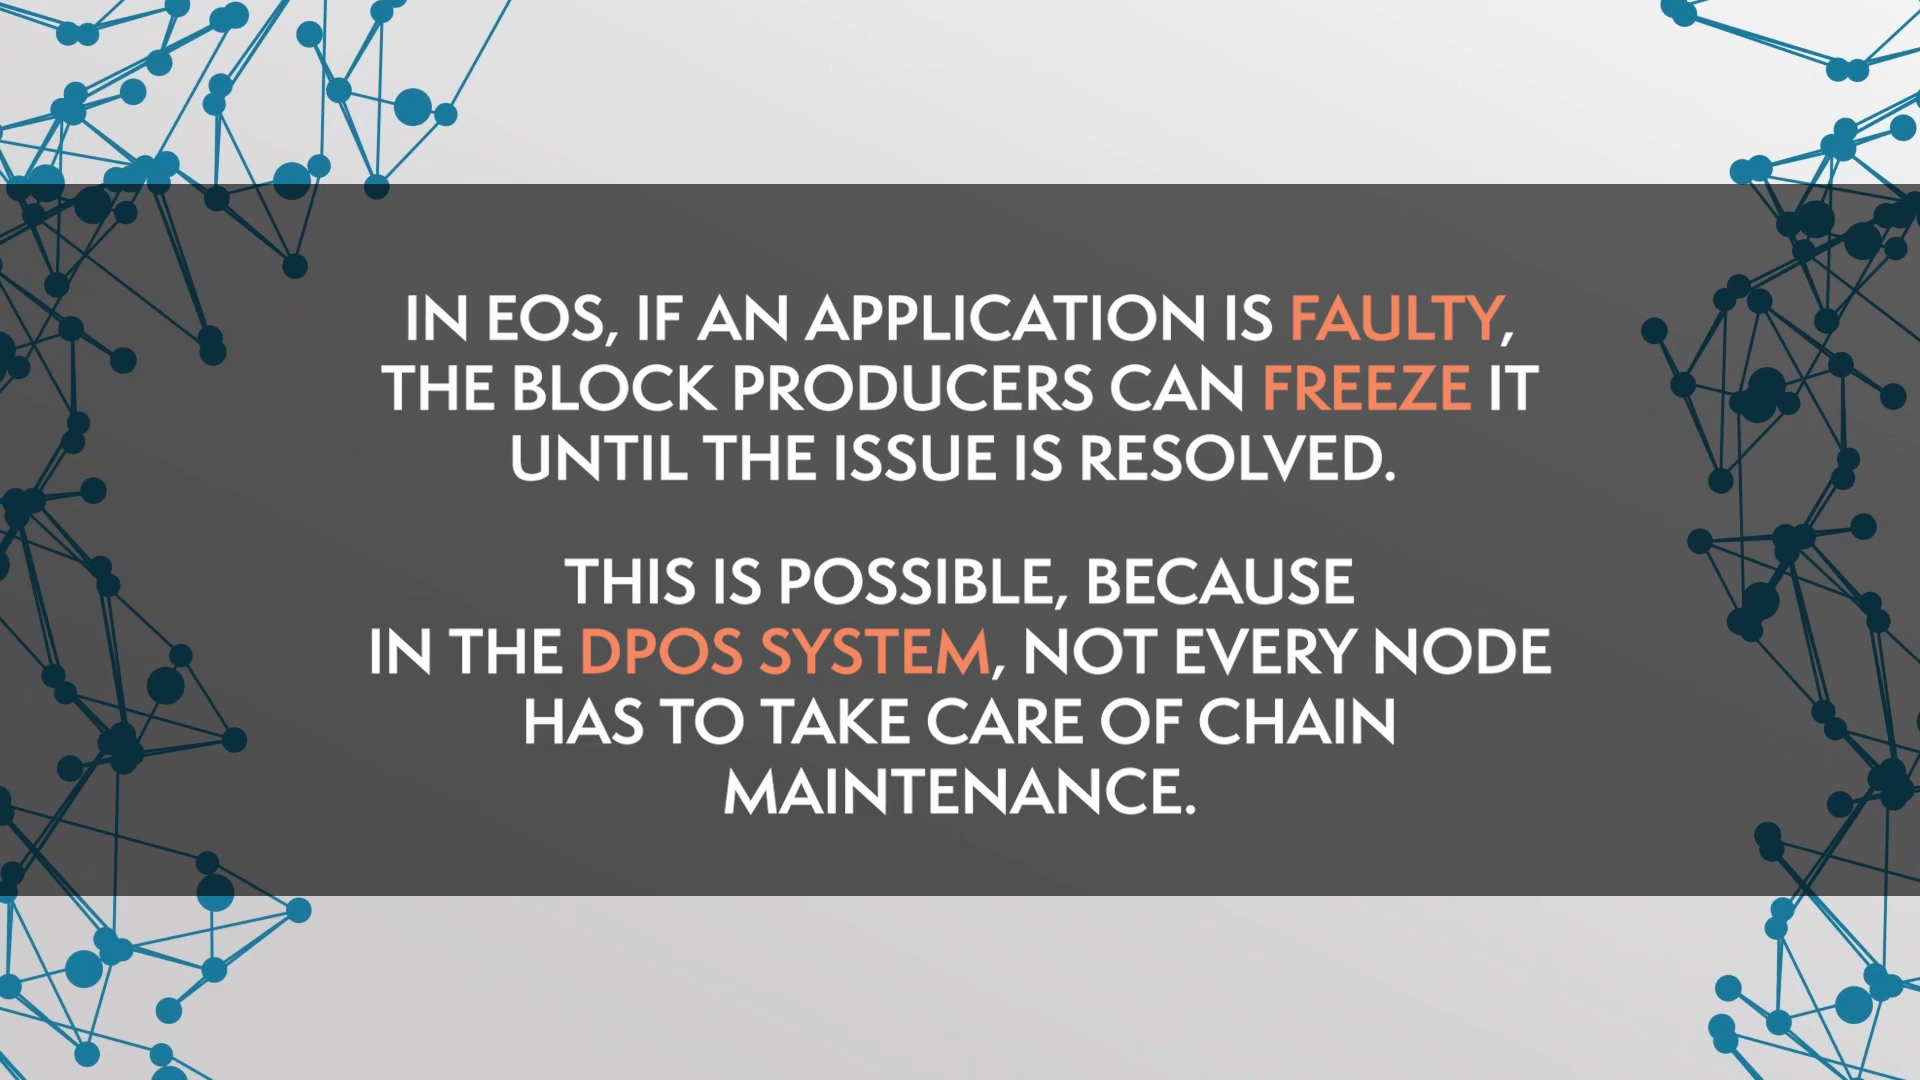 IN EOS, IF AN APPLICATION IS FAULTY,
THE BLOCK PRODUCERS CAN FREEZE IT
UNTIL THE ISSUE IS RESOLVED.
THIS IS POSSIBLE, BECAUSE
IN THE DPOS SYSTEM, NOT EVERY NODE
HAS TO TAKE CARE OF CHAIN
MAINTENANCE.